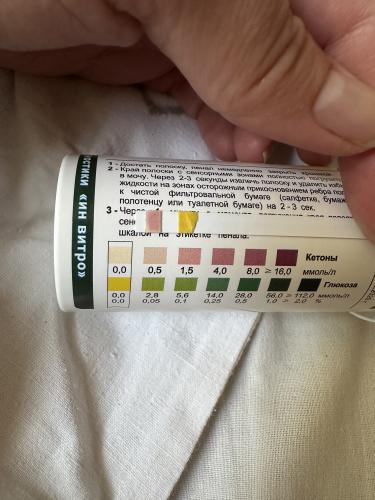 остики «ИН ВИТРО»
1 - Достать полоску, пенал немедленно закрыть
2 - Край полоски с сенсорными зонами полностью погрузить
в мочу. Через 2-3 секунды извлечь полоску и удалить
жидкости на зонах осторожным прикосновением ребра
к чистой фильтровальной бумаге (салфетке,
полотенцу или туалетной бумаге) на 2 - 3 сек.
3 -
шкалой на этикетке пенала.
Кетоны
0,0 0,5 1,5 4,0 8,0 ≥ 16,0 ммоль/л
Глюкоза
0,0 2,8 5,6 14,0 28,0 56,0 ≥ 112,0 ммоль/л
0,0 0,05 0,1 0,25 0,5 1,0 ≥ 2,0 %